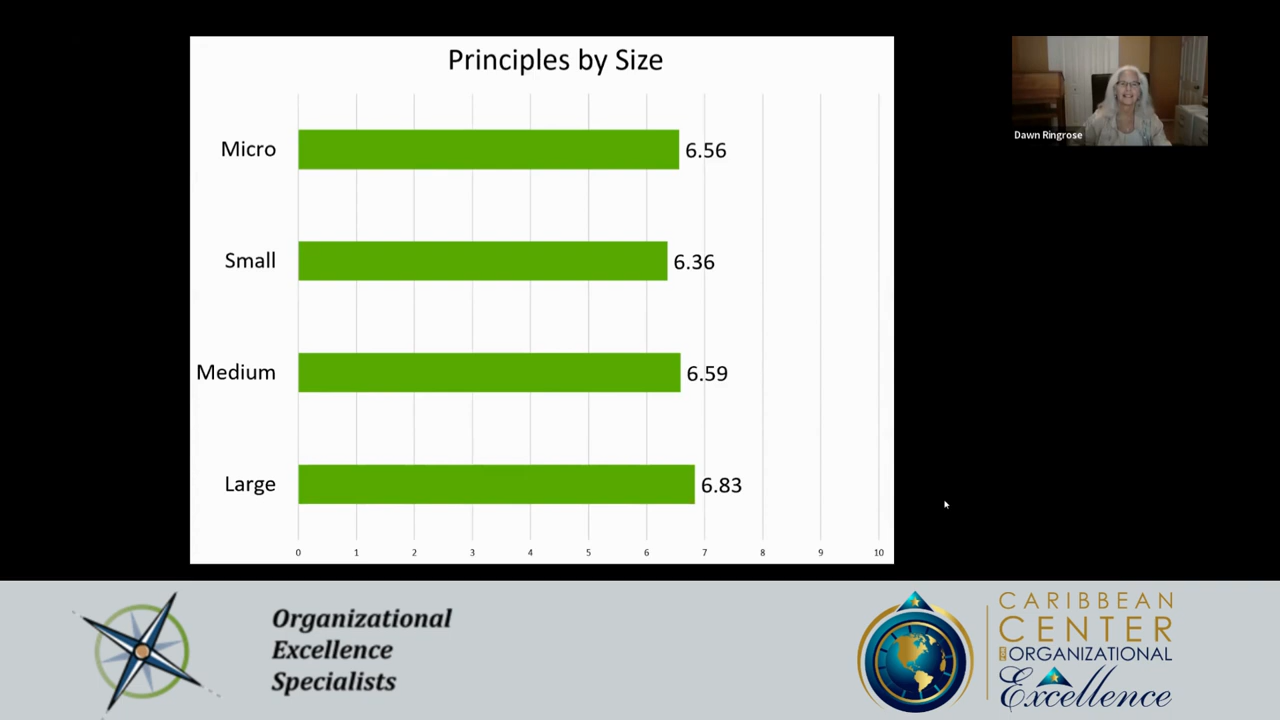 Principles by Size
Micro
6.56
Small
6.36
Medium
6.59
Large
6.83
0 1 2 3 4 5 6 7 8 9 10
Dawn Ringrose
Organizational
Excellence
Specialists
CARIBBEAN
CENTER
FOR ORGANIZATIONAL
Excellence